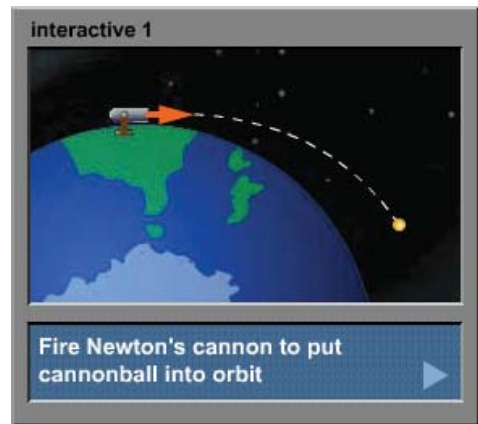 interactive 1
Fire Newton's cannon to put
cannonball into orbit